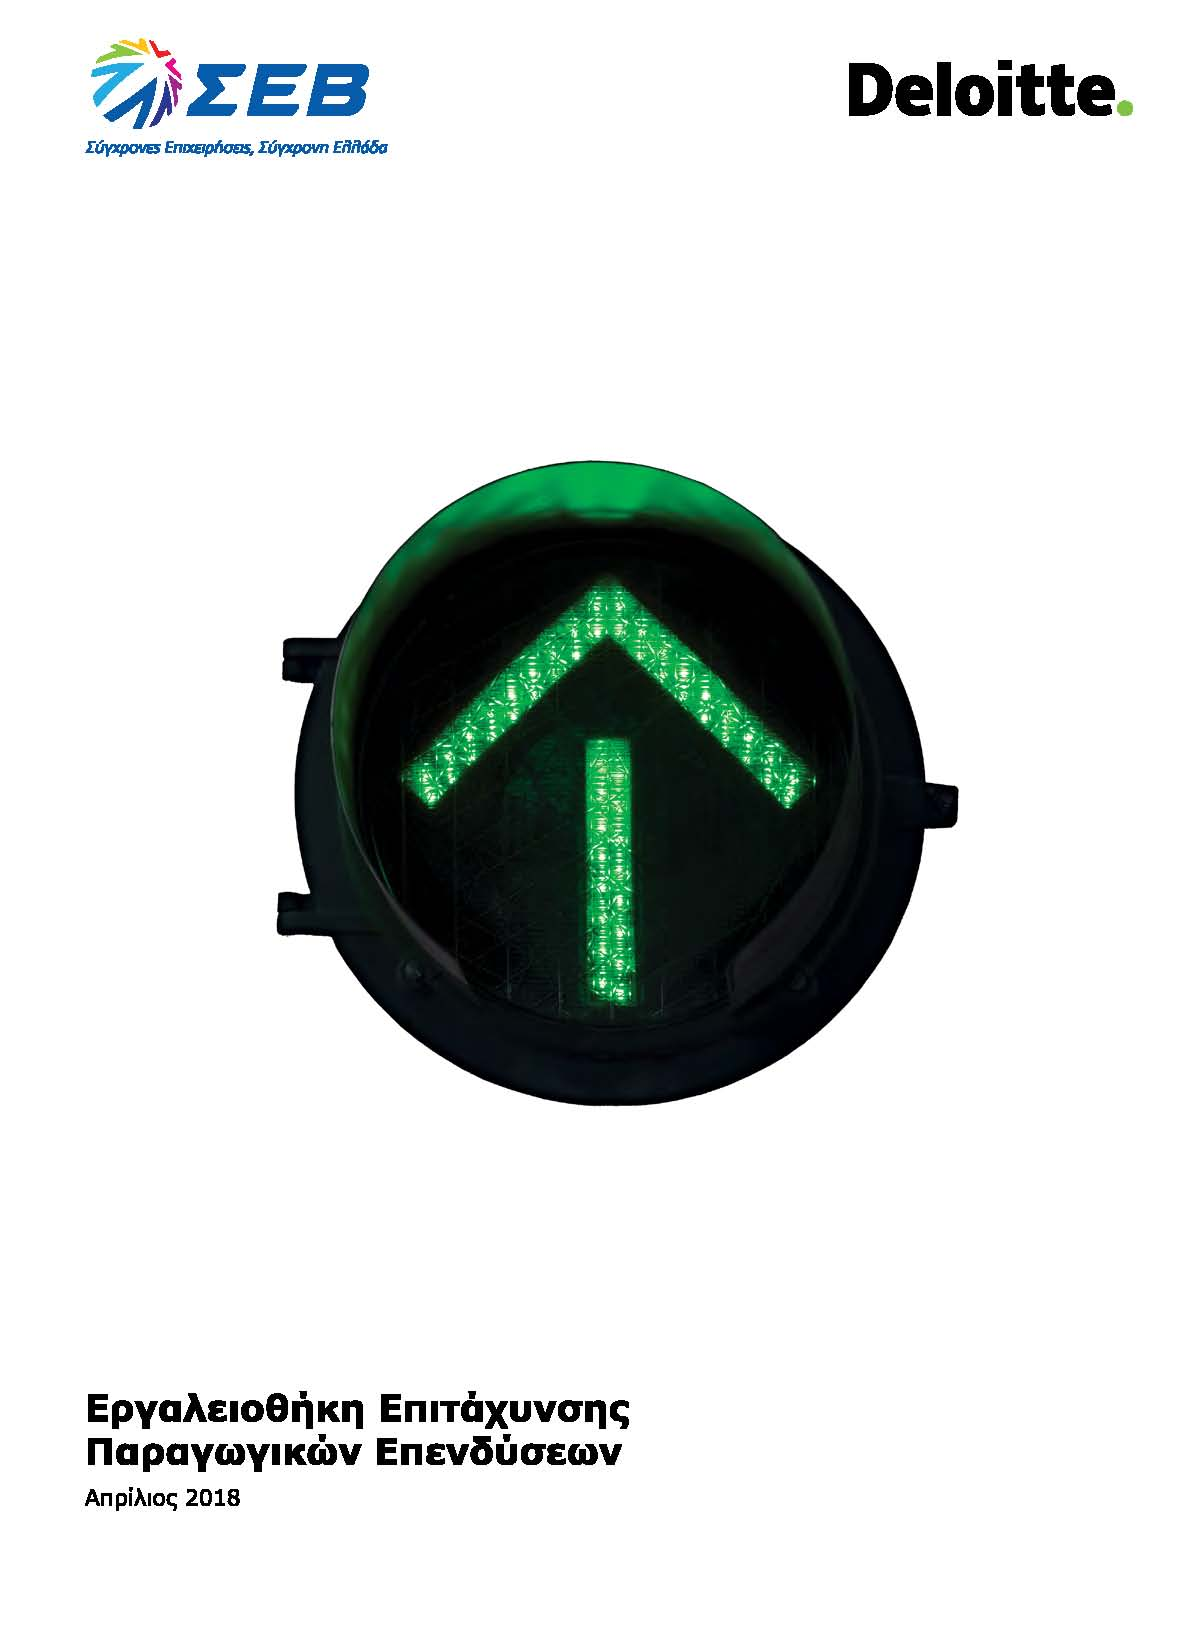 ΣΕΒ
Σύγχρονες Επιχειρήσεις, Σύγχρονη Ελλάδα
Deloitte.
Εργαλειοθήκη Επιτάχυνσης
Παραγωγικών Επενδύσεων
Απρίλιος 2018